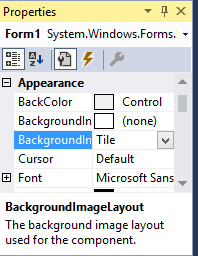 Properties
Form1 System.Windows.Forms.
Appearance
BackColor Control
BackgroundIn (none)
BackgroundIn Tile
Cursor Default
Font Microsoft Sans
BackgroundImageLayout
The background image layout
used for the component.